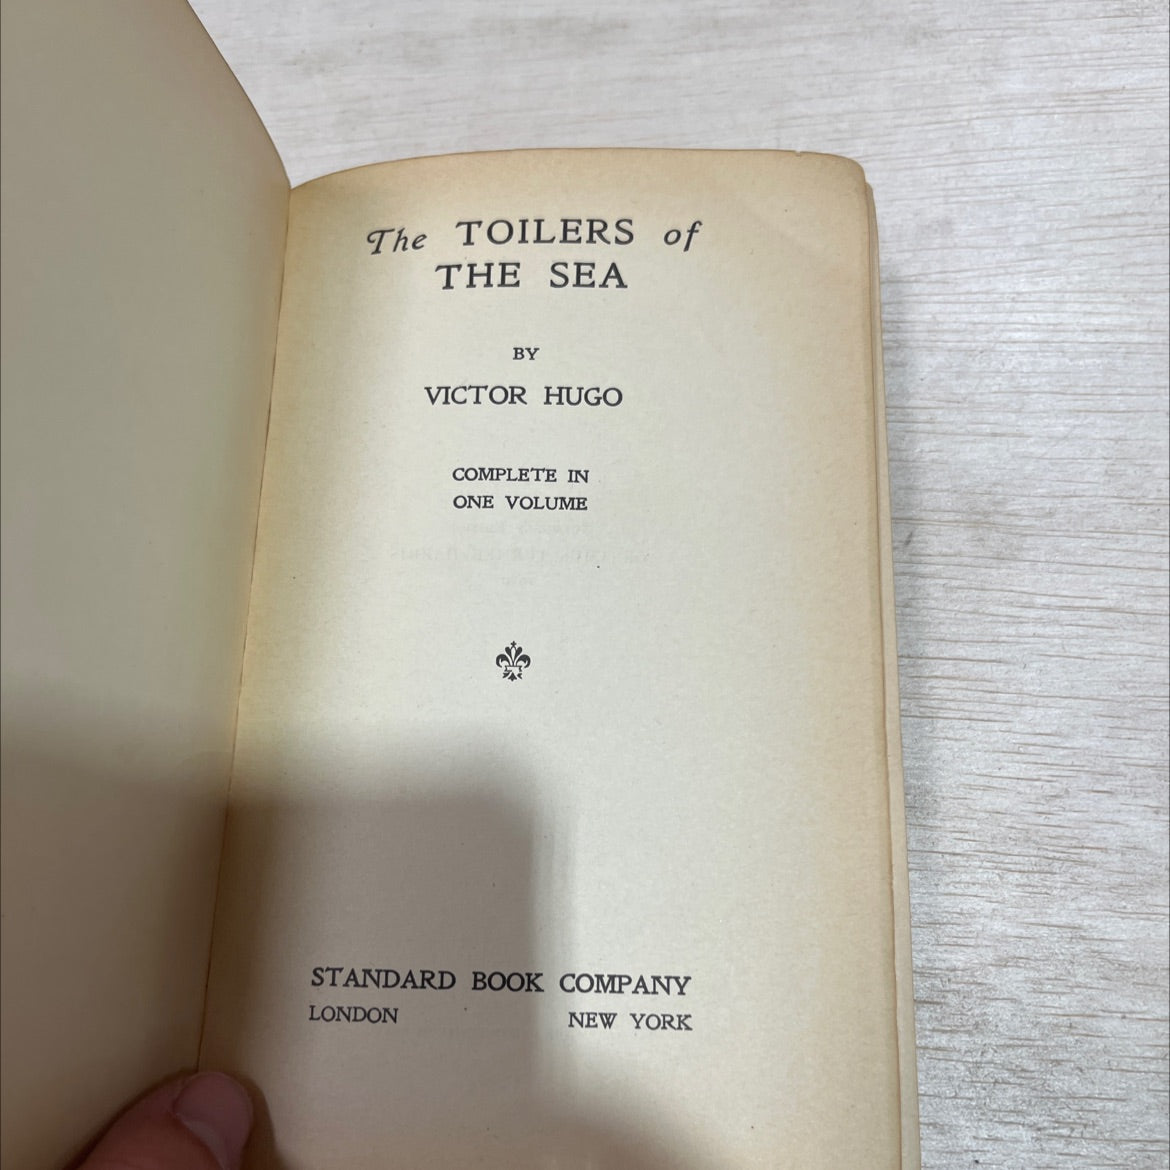 The TOILERS of
THE SEA
BY
VICTOR HUGO
COMPLETE IN
ONE VOLUME
STANDARD BOOK COMPANY
LONDON NEW YORK